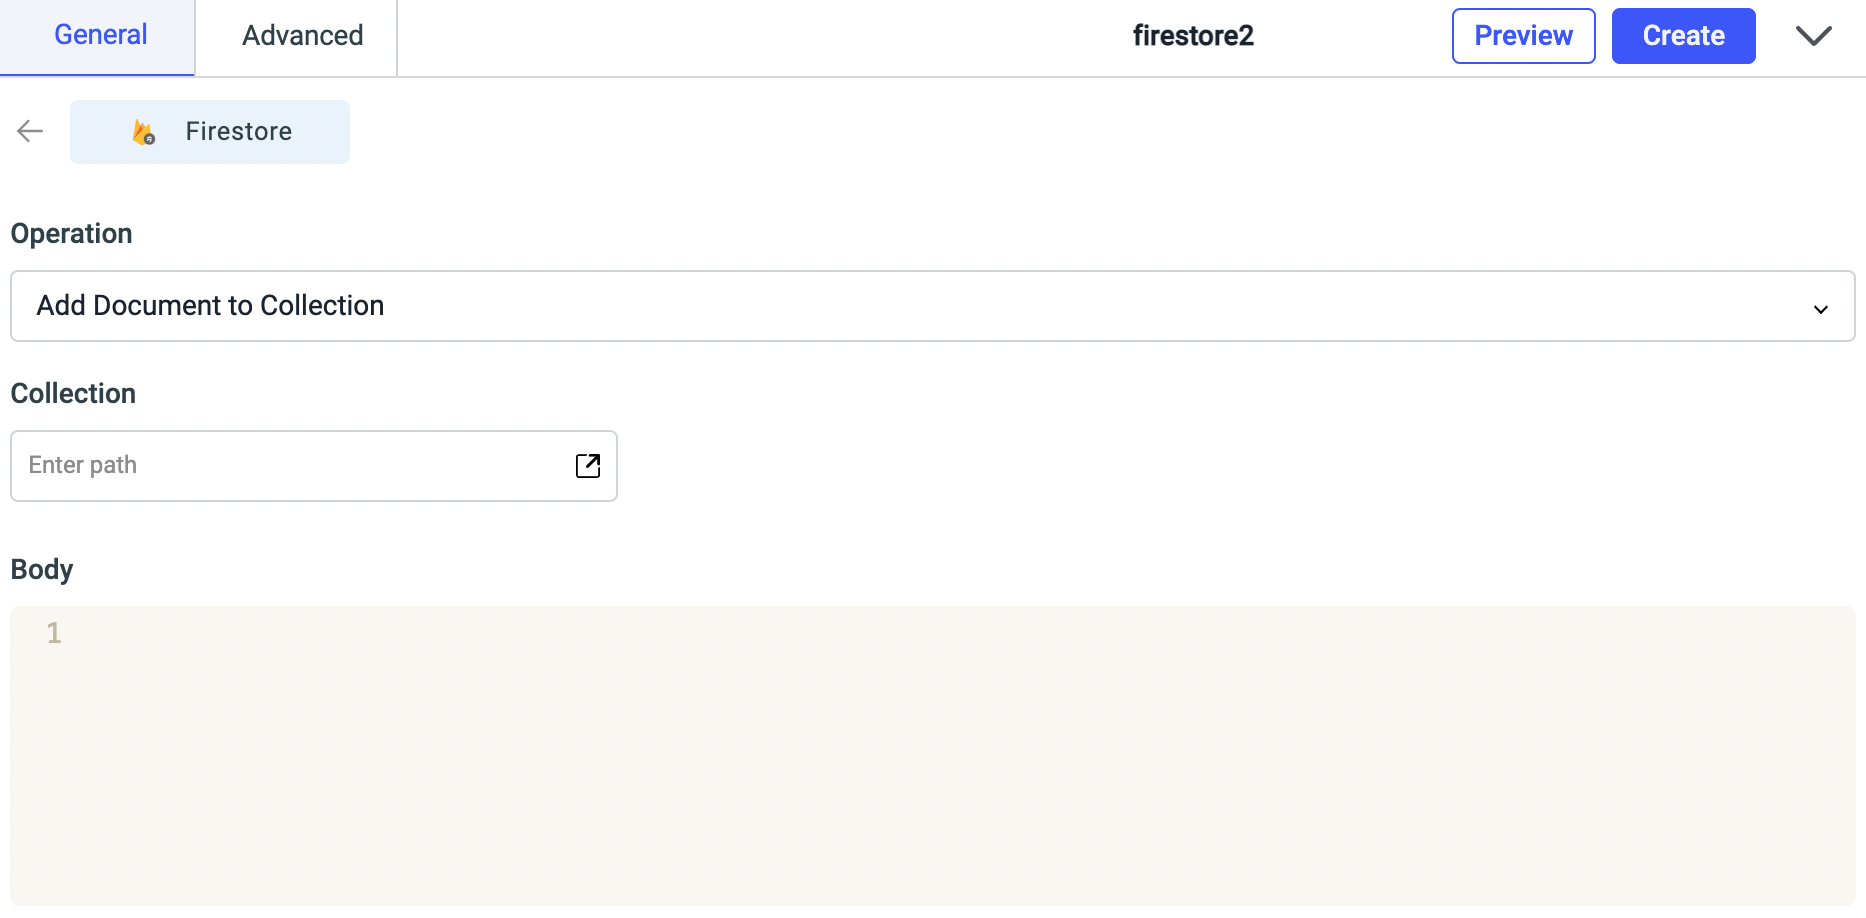 General
Advanced
firestore2
Preview
Create
Firestore
Operation
Add Document to Collection
Collection
Enter path
Body
1